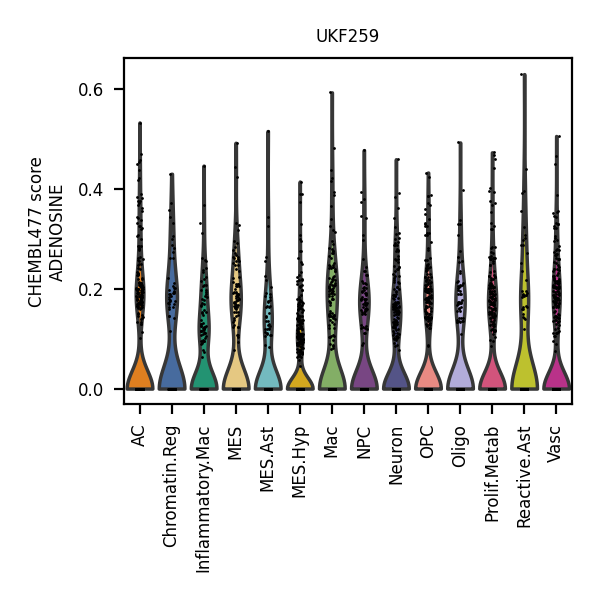 UKF259
CHEMBL477 score
ADENOSINE
0.6
0.4
0.2
0.0
AC
Chromatin.Reg
Inflammatory.Mac
MES
MES.Ast
MES.Hyp
Mac
NPC
Neuron
OPC
Oligo
Prolif.Metab
Reactive.Ast
Vasc